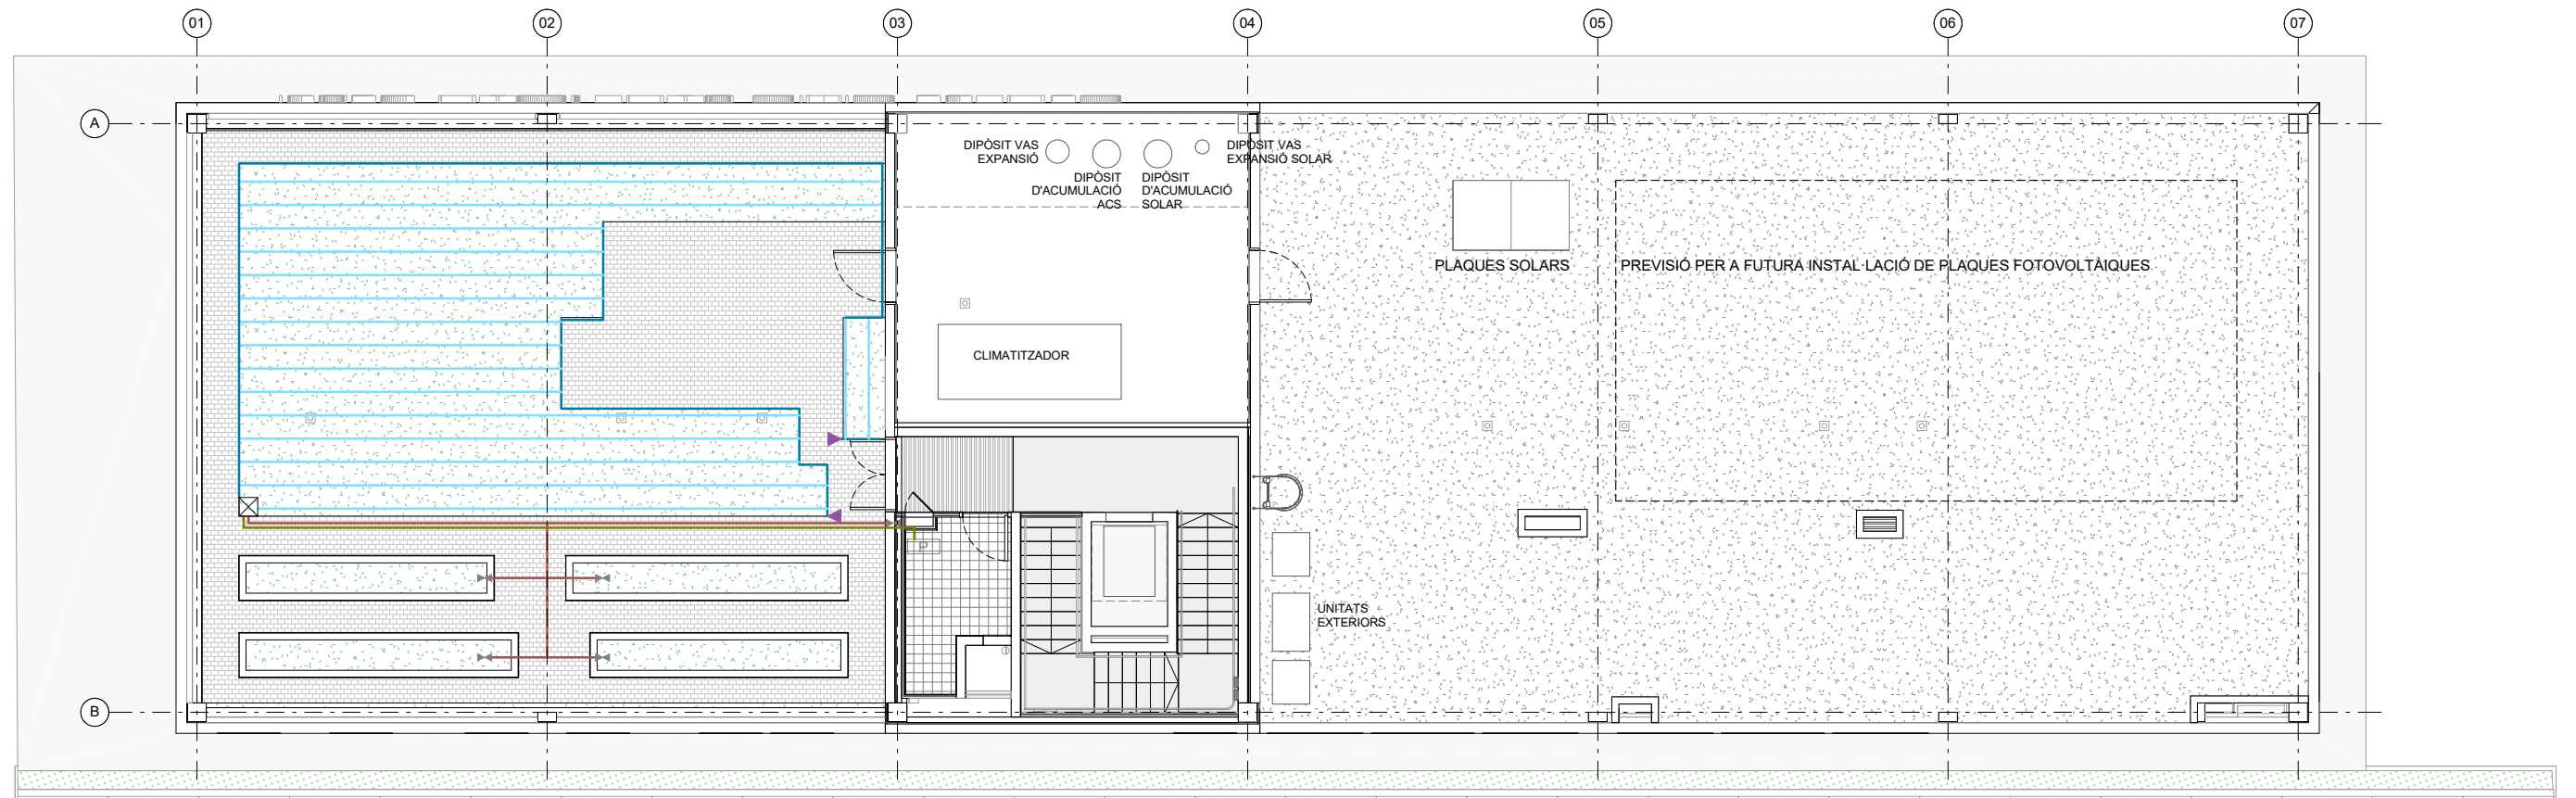 01
02
03
04
05
06
07
A
DIPÒSIT VAS
EXPANSIÓ
DIPÒSIT
D'ACUMULACIÓ
ACS
DIPÒSIT
D'ACUMULACIÓ
SOLAR
DIPÒSIT VAS
EXPANSIÓ SOLAR
PLAQUES SOLARS
PREVISIÓ PER A FUTURA INSTAL·LACIÓ DE PLAQUES FOTOVOLTÀIQUES
CLIMATITZADOR
P
UNITATS
EXTERIORS
B